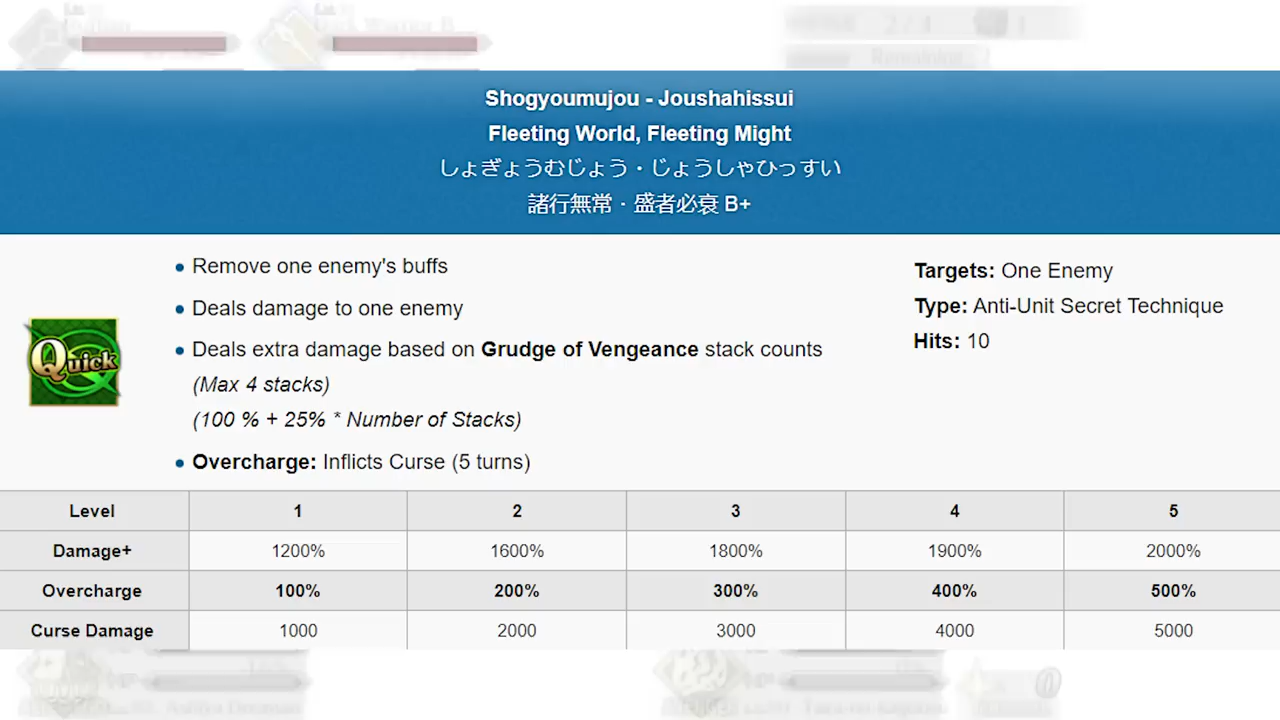 Shogyoumujou - Joushahissui
Fleeting World, Fleeting Might
しょぎょうむじょう・じょうしゃひっすい
諸行無常・盛者必衰 B+
Quick
Remove one enemy's buffs
Deals damage to one enemy
Deals extra damage based on Grudge of Vengeance stack counts
(Max 4 stacks)
(100 % + 25% * Number of Stacks)
Overcharge: Inflicts Curse (5 turns)
Targets: One Enemy
Type: Anti-Unit Secret Technique
Hits: 10
Level 1 2 3 4 5
Damage+ 1200% 1600% 1800% 1900% 2000%
Overcharge 100% 200% 300% 400% 500%
Curse Damage 1000 2000 3000 4000 5000